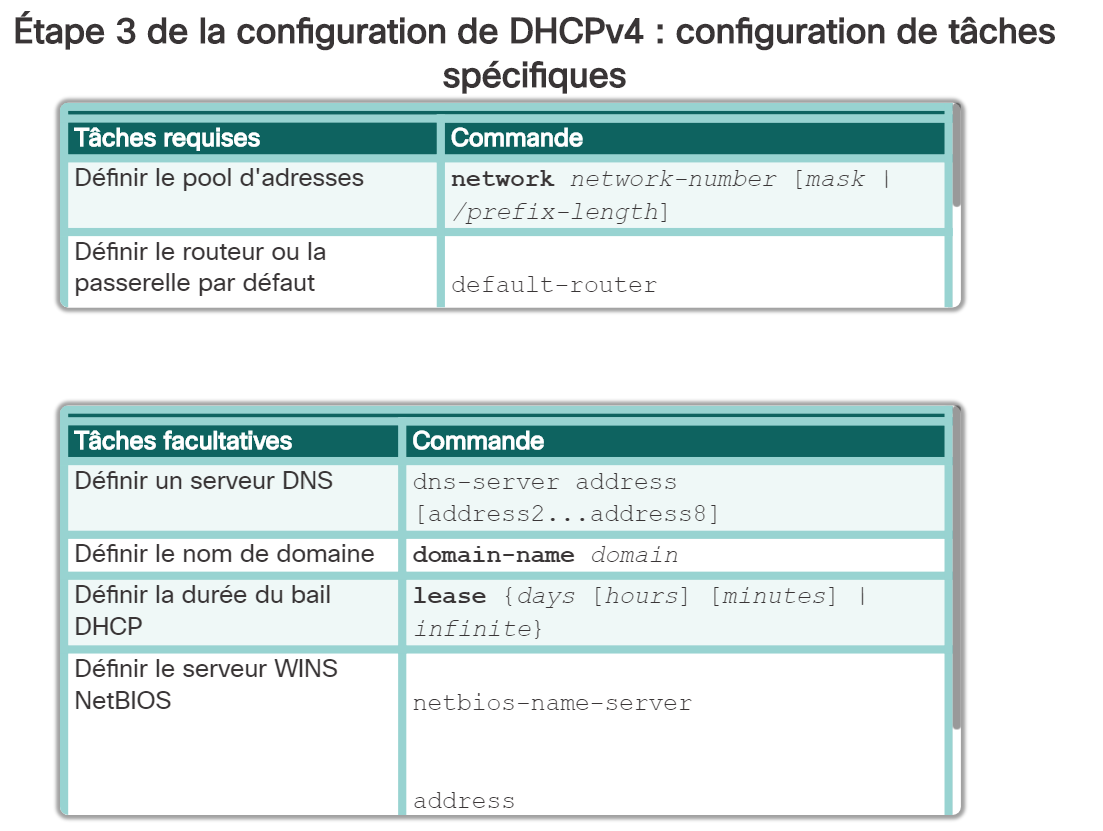 Étape 3 de la configuration de DHCPv4 : configuration de tâches
spécifiques
Tâches requises
Commande
Définir le pool d'adresses
network network-number [mask |
/prefix-length]
Définir le routeur ou la
passerelle par défaut
default-router
Tâches facultatives
Commande
Définir un serveur DNS
dns-server address
[address2...address8]
Définir le nom de domaine
domain-name domain
Définir la durée du bail
DHCP
lease {days [hours] [minutes] |
infinite}
Définir le serveur WINS
NetBIOS
netbios-name-server
address